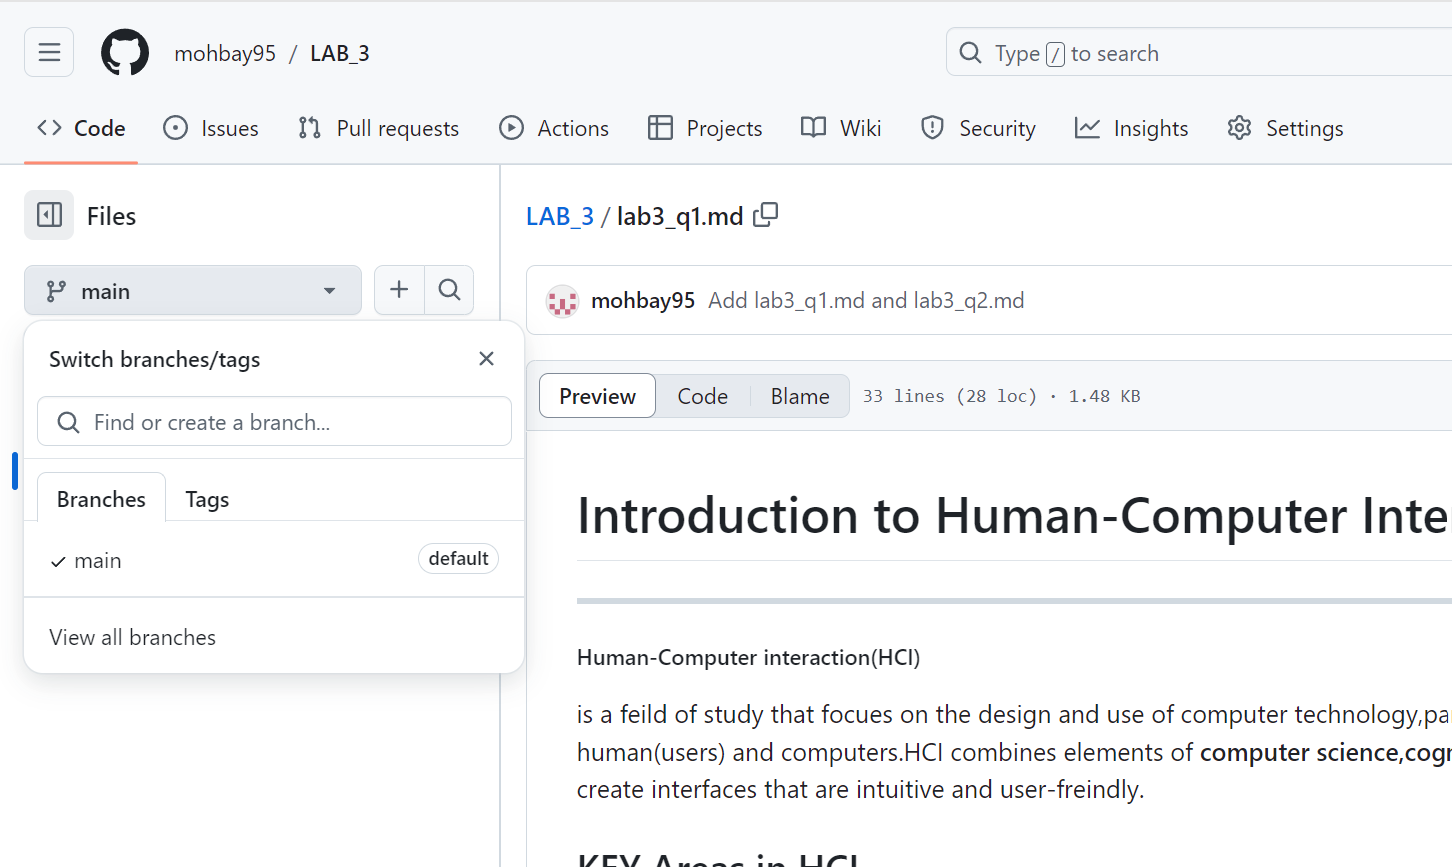 mohbay95 / LAB_3
Type / to search
Code Issues Pull requests Actions Projects Wiki Security Insights Settings
Files
main
Switch branches/tags
Find or create a branch...
Branches Tags
main default
View all branches
LAB_3 / lab3_q1.md
mohbay95 Add lab3_q1.md and lab3_q2.md
Preview Code Blame 33 lines (28 loc) · 1.48 KB
Introduction to Human-Computer Inte
Human-Computer interaction(HCI)
is a feild of study that focues on the design and use of computer technology,pa
human(users) and computers.HCI combines elements of computer science,cogn
create interfaces that are intuitive and user-freindly.
KEY Areas in HCI